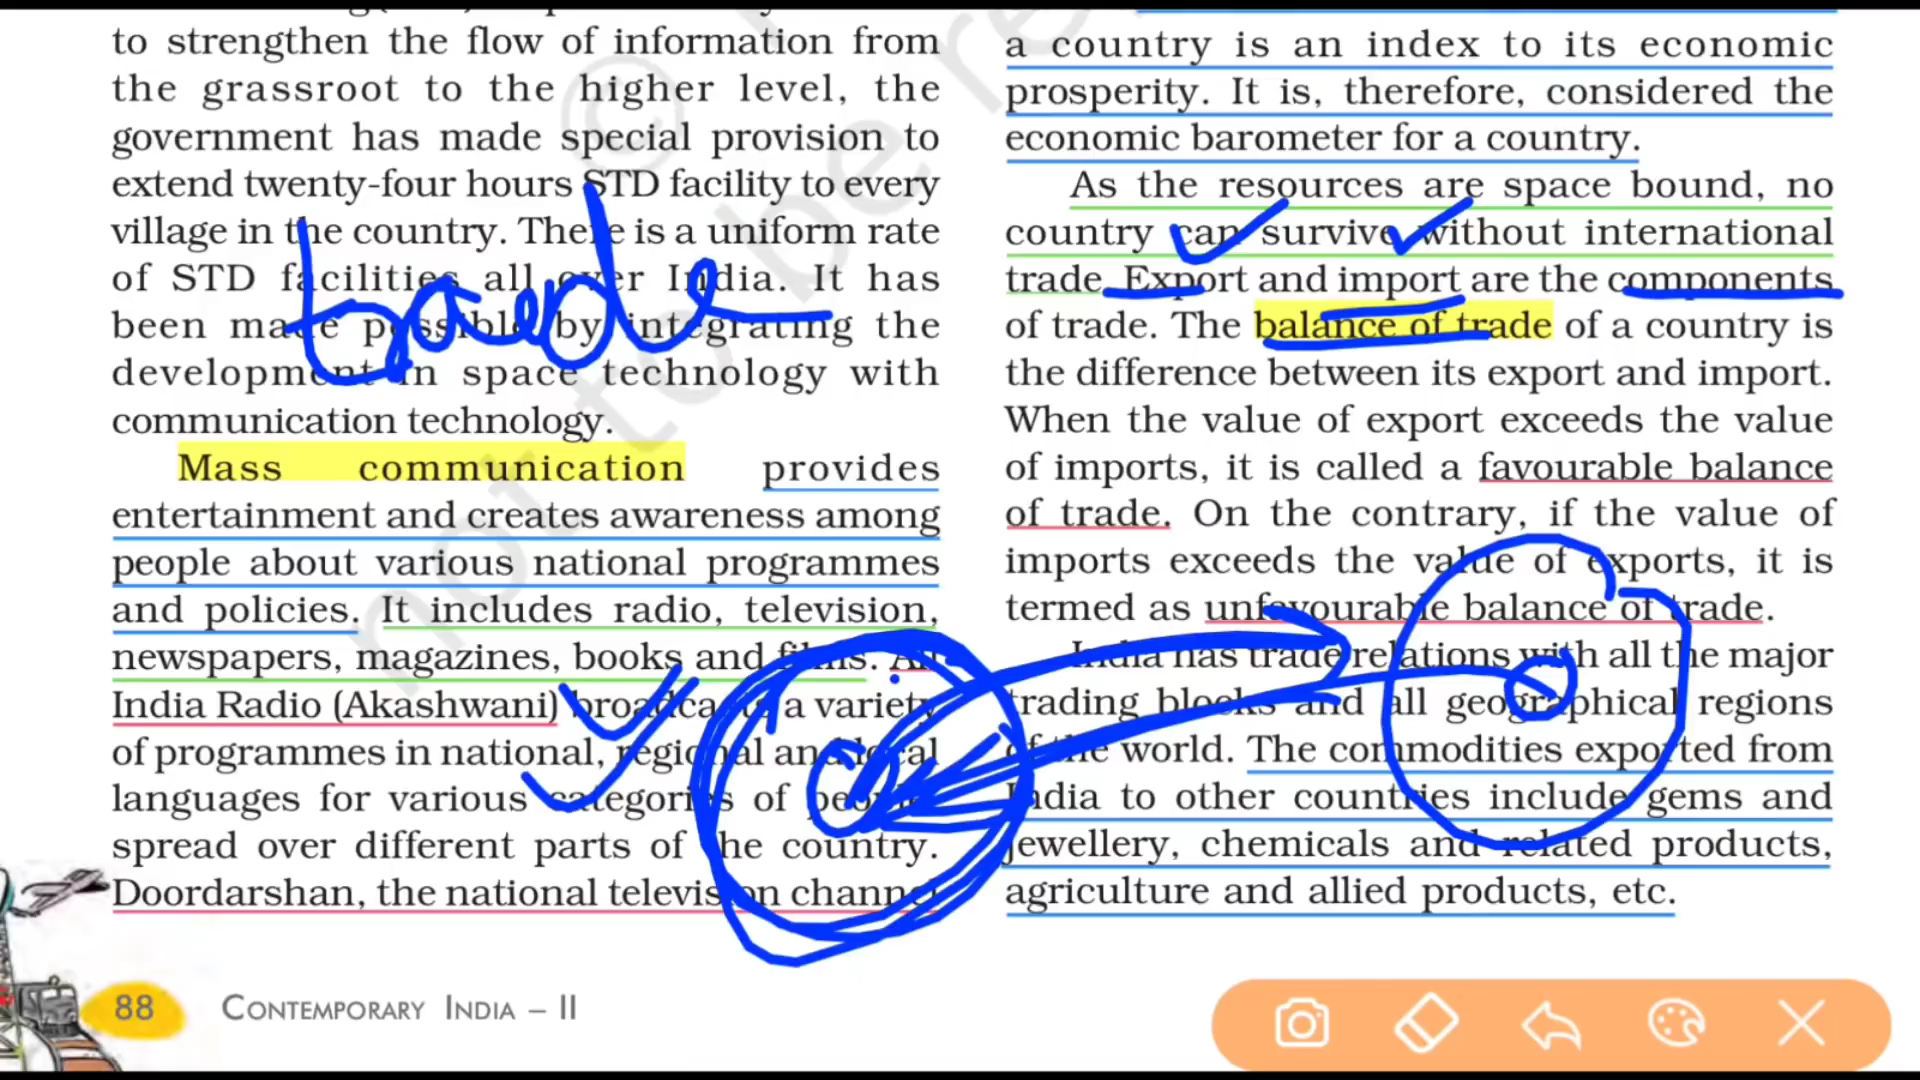 to strengthen the flow of information from
the grassroot to the higher level, the
government has made special provision to
extend twenty-four hours STD facility to every
village in the country. There is a uniform rate
of STD facilities all over India. It has
been made possible by integrating the
development in space technology with
communication technology.
Mass communication provides
entertainment and creates awareness among
people about various national programmes
and policies. It includes radio, television,
newspapers, magazines, books and films. All
India Radio (Akashwani) broadcasts a variety
of programmes in national, regional and local
languages for various categories of people
spread over different parts of the country.
Doordarshan, the national television channel
a country is an index to its economic
prosperity. It is, therefore, considered the
economic barometer for a country.
As the resources are space bound, no
country can survive without international
trade. Export and import are the components
of trade. The balance of trade of a country is
the difference between its export and import.
When the value of export exceeds the value
of imports, it is called a favourable balance
of trade. On the contrary, if the value of
imports exceeds the value of exports, it is
termed as unfavourable balance of trade.
India has trade relations with all the major
trading blocks and all geographical regions
of the world. The commodities exported from
India to other countries include gems and
jewellery, chemicals and related products,
agriculture and allied products, etc.
trade
not to be re
©
88 CONTEMPORARY INDIA – II